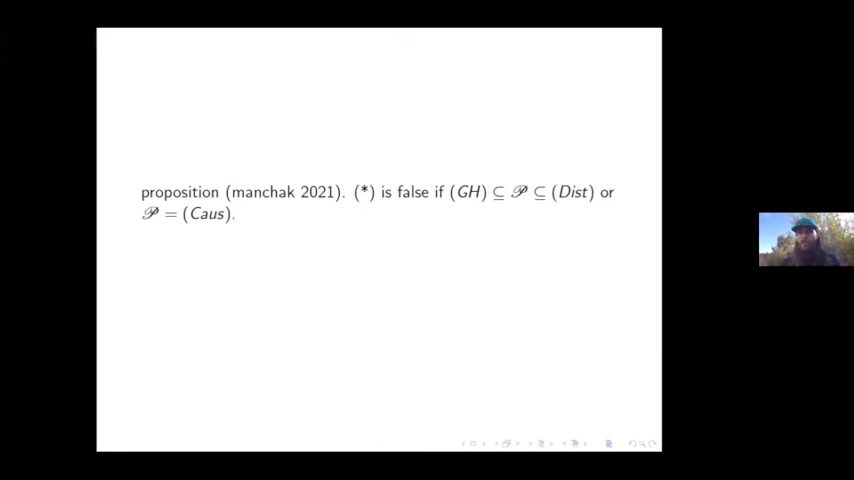 proposition (manchak 2021). (*) is false if (GH) ⊆ 𝒫 ⊆ (Dist) or
𝒫 = (Caus).